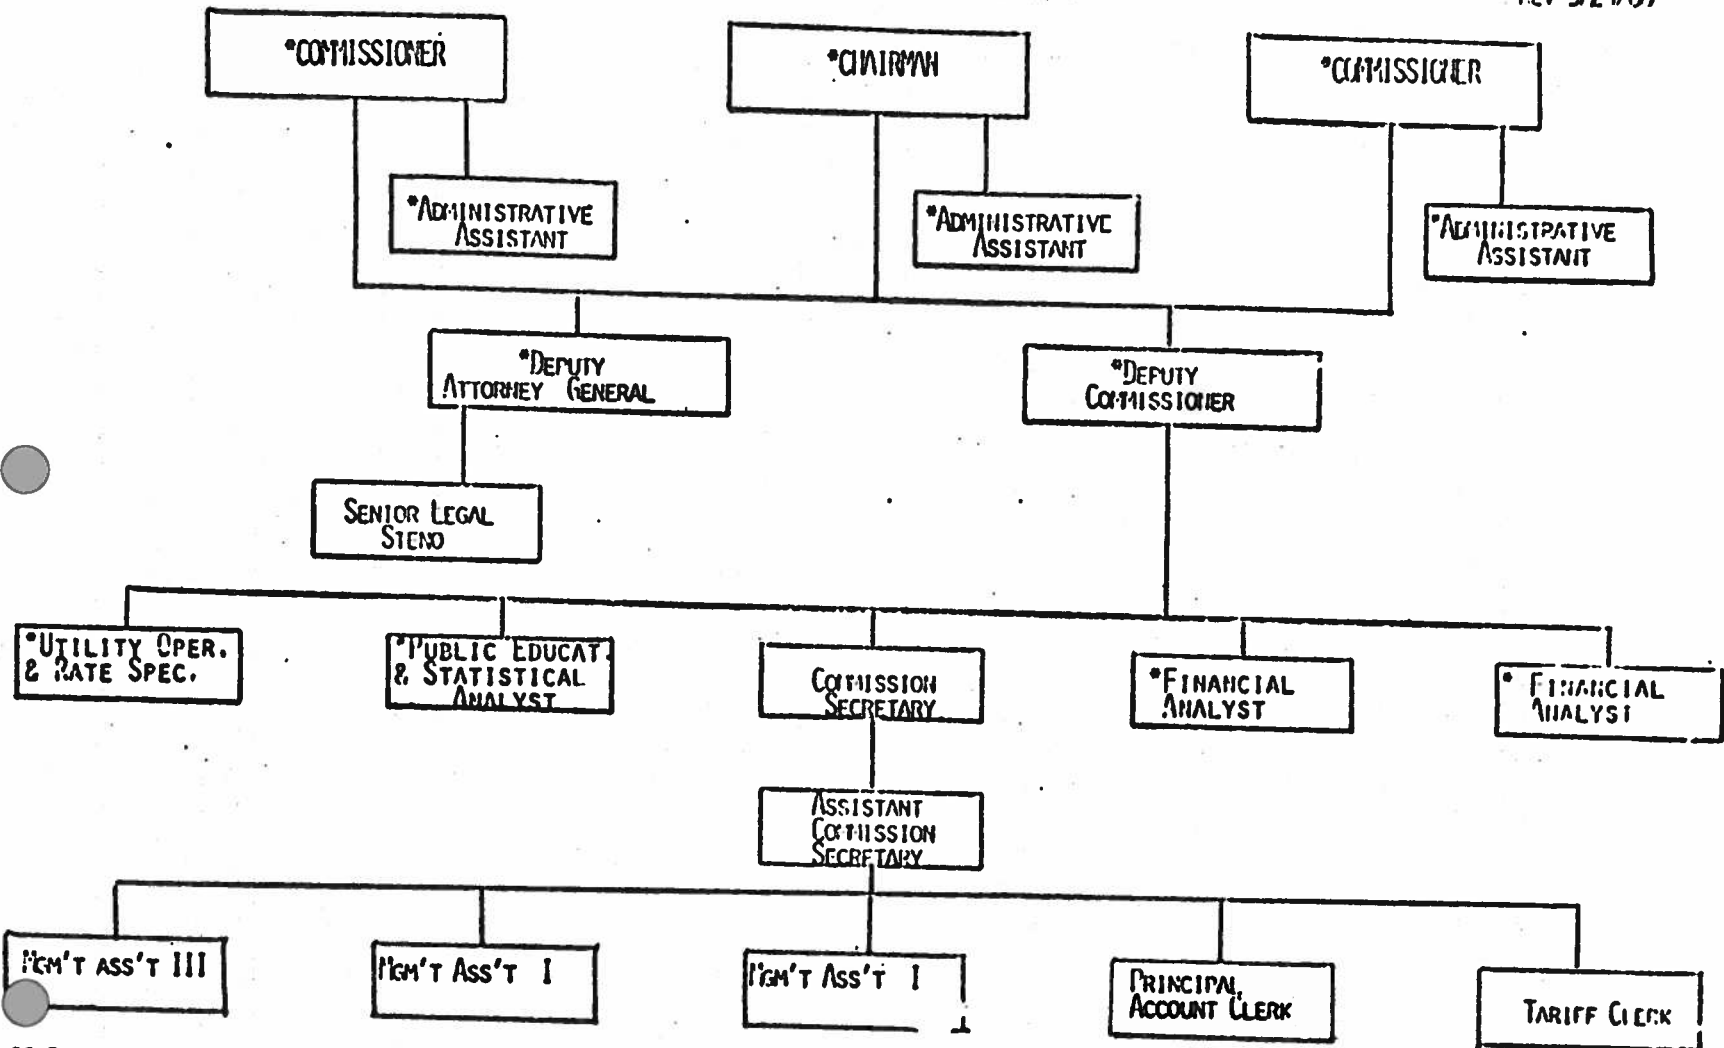 *COMMISSIONER
*CHAIRMAN
*COMMISSIONER
*ADMINISTRATIVE
ASSISTANT
*ADMINISTRATIVE
ASSISTANT
*ADMINISTRATIVE
ASSISTANT
*DEPUTY
ATTORNEY GENERAL
*DEPUTY
COMMISSIONER
SENIOR LEGAL
STENO
*UTILITY OPER.
& RATE SPEC.
*PUBLIC EDUCAT.
& STATISTICAL
ANALYST
COMMISSION
SECRETARY
*FINANCIAL
ANALYST
* FINANCIAL
ANALYST
ASSISTANT
COMMISSION
SECRETARY
MGM'T ASS'T III
MGM'T ASS'T I
MGM'T ASS'T I
PRINCIPAL
ACCOUNT CLERK
TARIFF CLERK